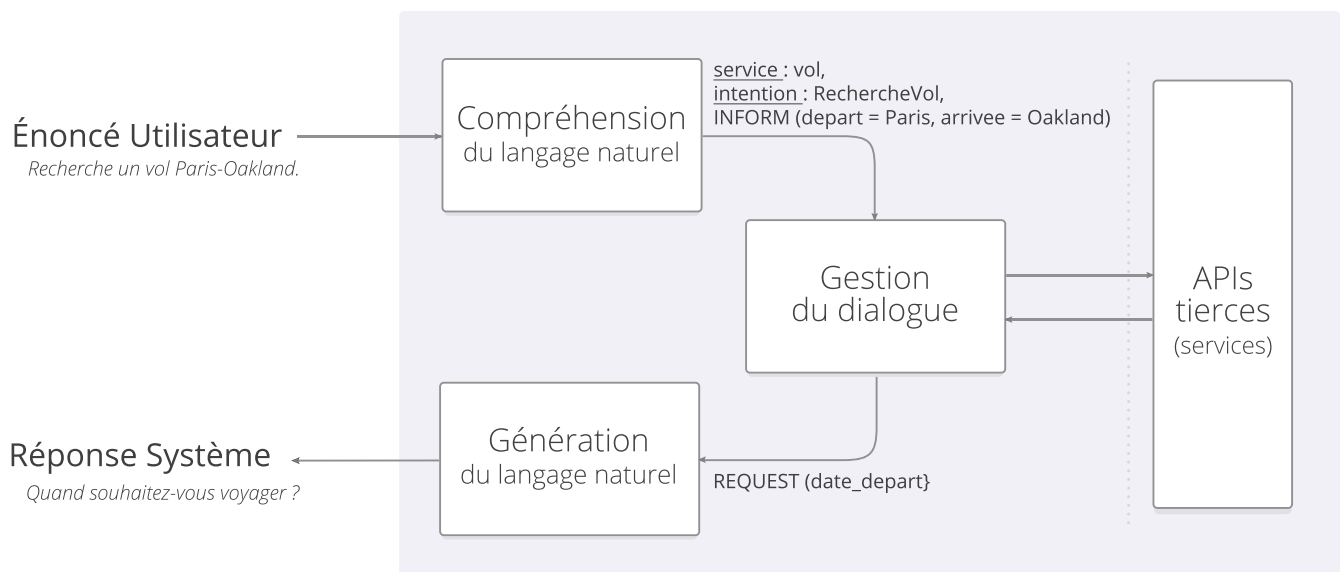 Énoncé Utilisateur
Recherche un vol Paris-Oakland.
Compréhension
du langage naturel
service : vol,
intention : RechercheVol,
INFORM (depart = Paris, arrivee = Oakland)
Gestion
du dialogue
APIs
tierces
(services)
Génération
du langage naturel
REQUEST (date_depart}
Réponse Système
Quand souhaitez-vous voyager ?